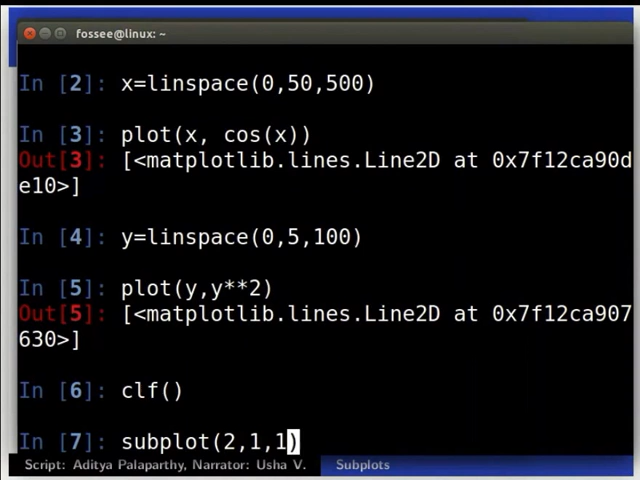 fossee@linux: ~
In [2]: x=linspace(0,50,500)
In [3]: plot(x, cos(x))
Out[3]: [<matplotlib.lines.Line2D at 0x7f12ca90d
e10>]
In [4]: y=linspace(0,5,100)
In [5]: plot(y,y**2)
Out[5]: [<matplotlib.lines.Line2D at 0x7f12ca907
630>]
In [6]: clf()
In [7]: subplot(2,1,1)
Script: Aditya Palaparthy, Narrator: Usha V. Subplots